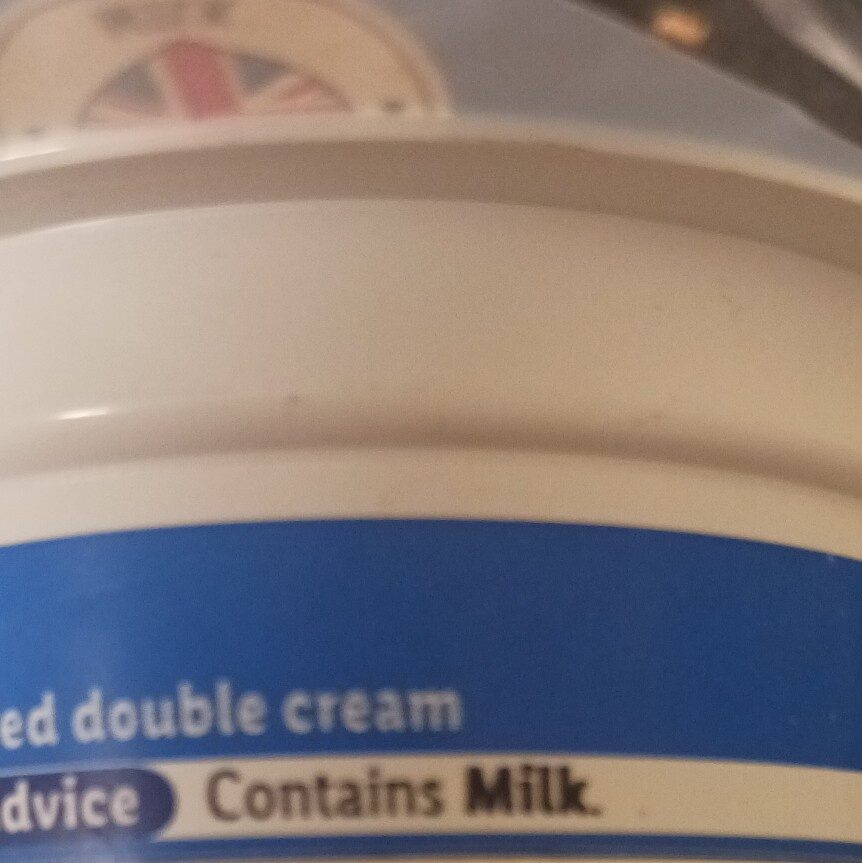 ed double cream
dvice Contains Milk.